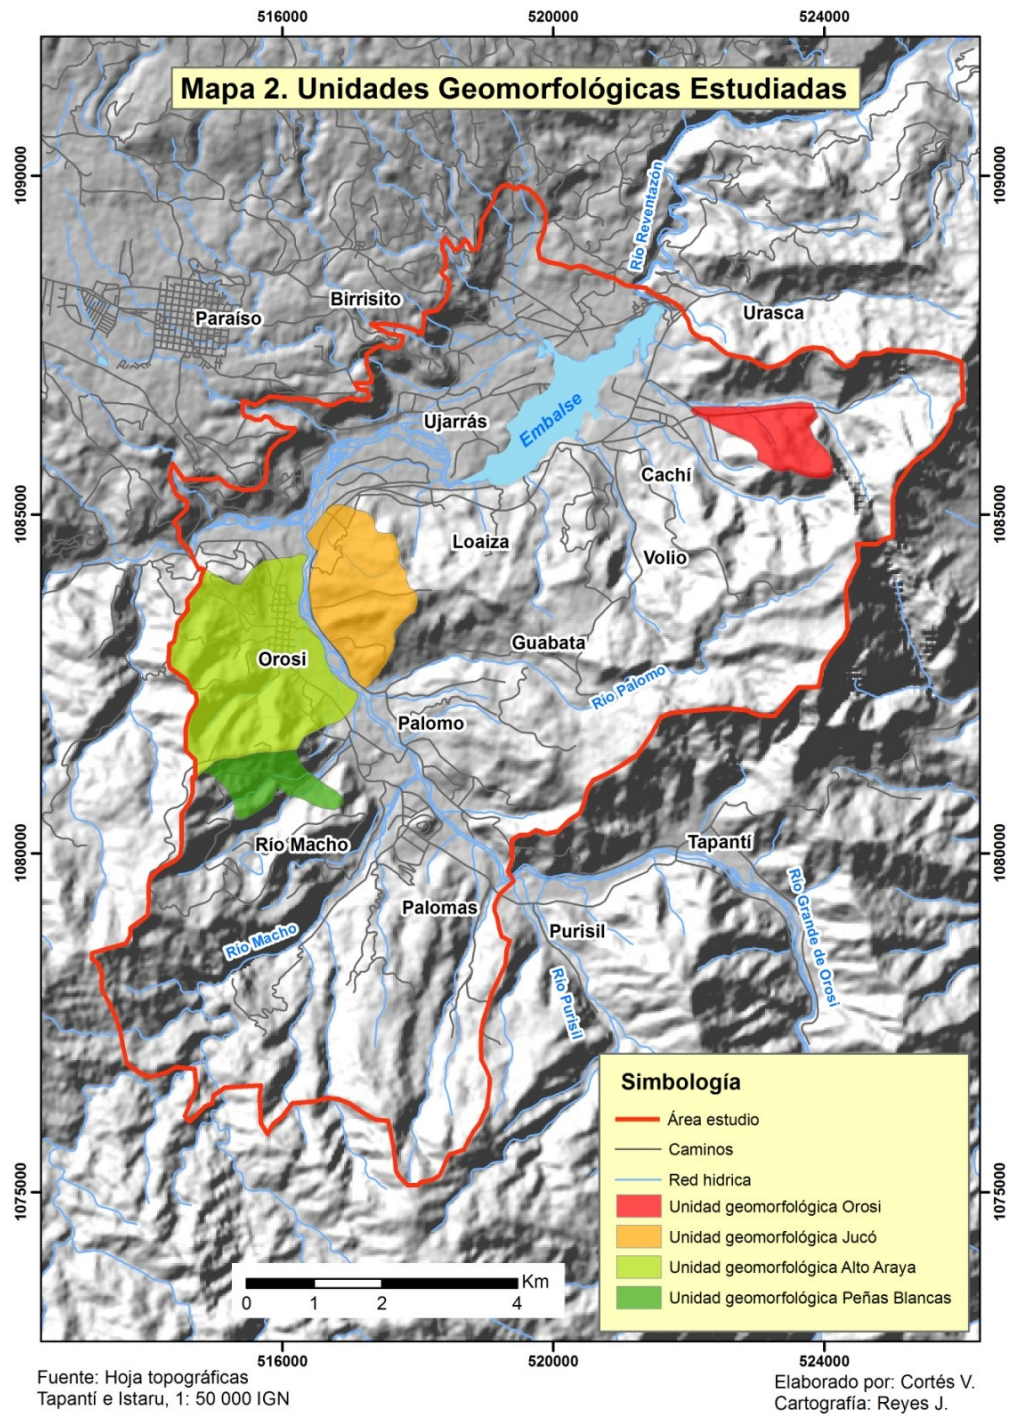 516000
520000
524000
Mapa 2. Unidades Geomorfológicas Estudiadas
1090000
1090000
Río Reventazón
Birrisito
Paraíso
Urasca
Embalse
Ujarrás
Cachí
1085000
1085000
Loaiza
Volio
Guabata
Orosi
Río Palomo
Palomo
Río Macho
Tapantí
1080000
1080000
Río Grande de Orosi
Palomas
Río Macho
Purisil
Río Purisil
Simbología
Área estudio
Caminos
Red hidrica
Unidad geomorfológica Orosi
Unidad geomorfológica Jucó
Unidad geomorfológica Alto Araya
Unidad geomorfológica Peñas Blancas
1075000
1075000
Km
0 1 2 4
516000
520000
524000
Fuente: Hoja topográficas
Tapantí e Istaru, 1: 50 000 IGN
Elaborado por: Cortés V.
Cartografía: Reyes J.